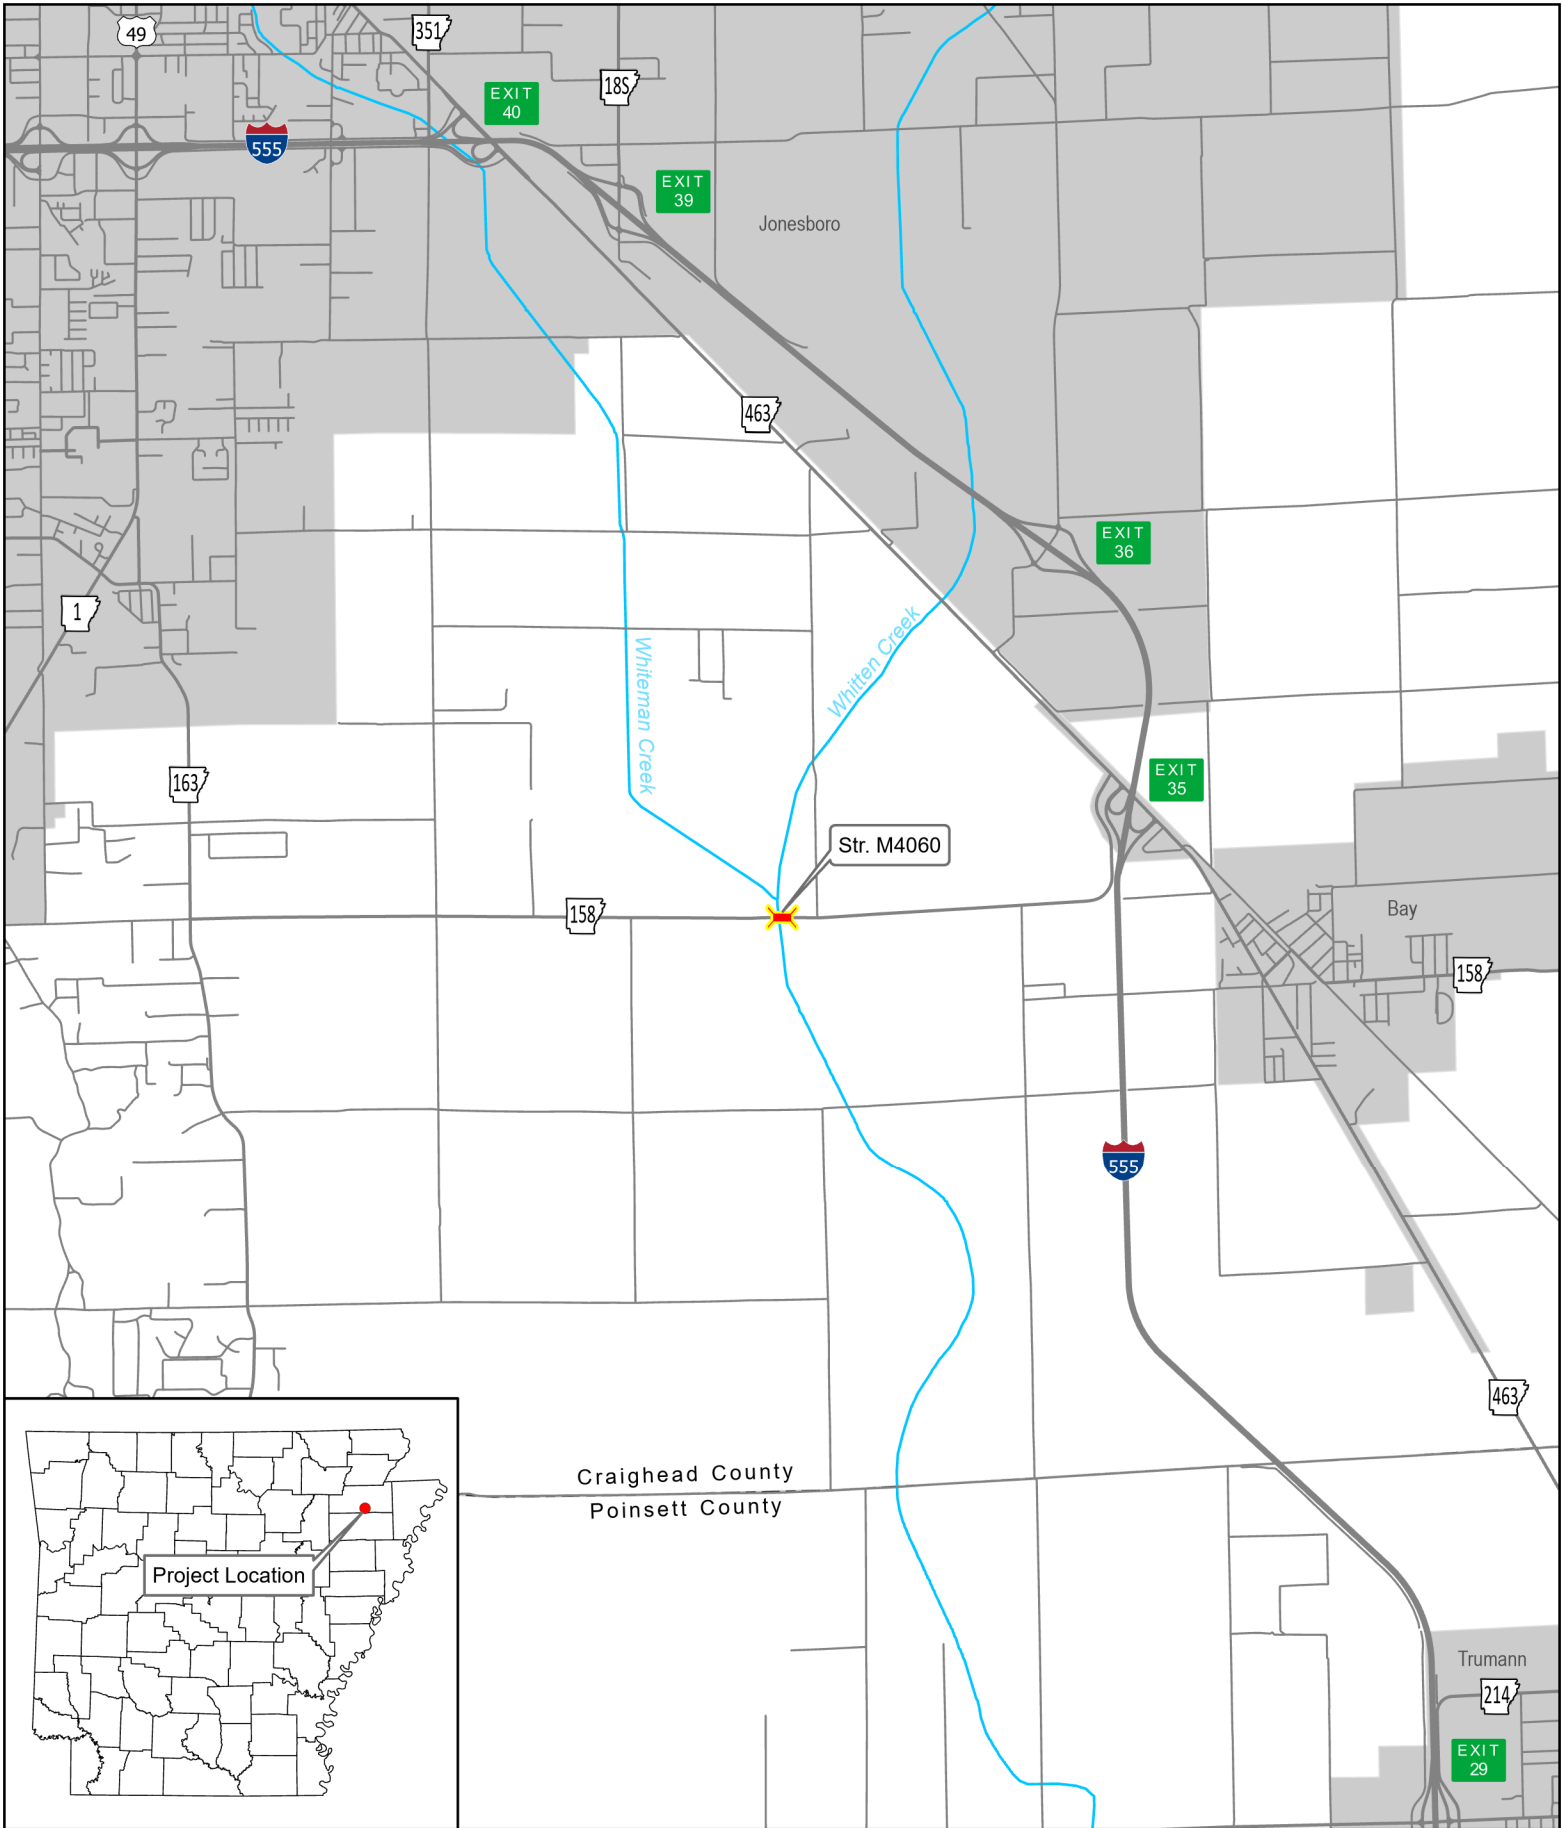 49
351
18S
EXIT
40
555
EXIT
39
Jonesboro
463
EXIT
36
1
Whiteman Creek
Whitten Creek
163
EXIT
35
Str. M4060
158
Bay
158
555
463
Craighead County
Poinsett County
Project Location
Trumann
214
EXIT
29